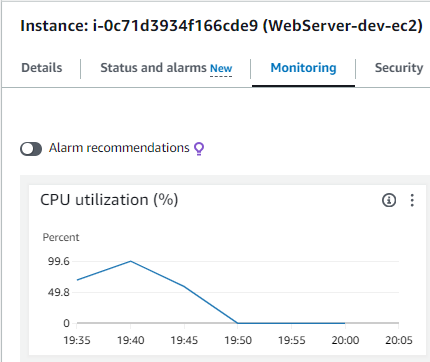 Instance: i-0c71d3934f166cde9 (WebServer-dev-ec2)
Details Status and alarms New Monitoring Security
Alarm recommendations
CPU utilization (%)
Percent
99.6
49.8
0
19:35 19:40 19:45 19:50 19:55 20:00 20:05